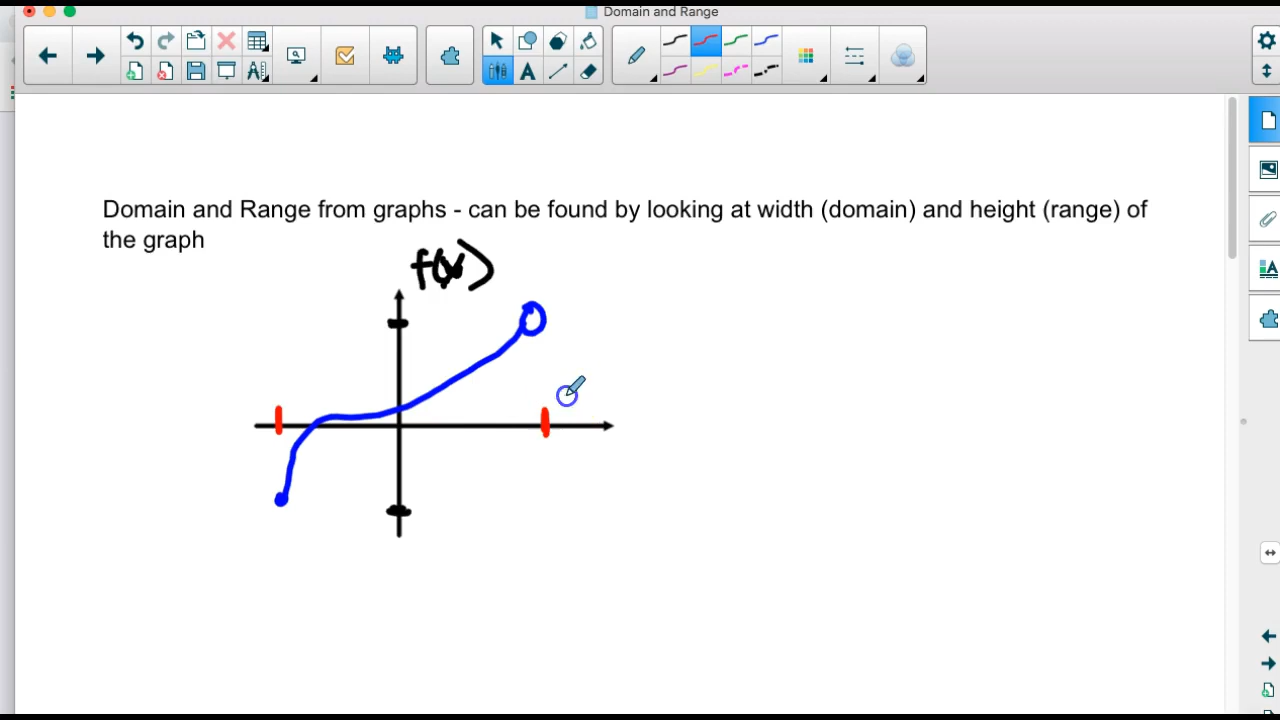 Domain and Range
Domain and Range from graphs - can be found by looking at width (domain) and height (range) of
the graph
f(x)